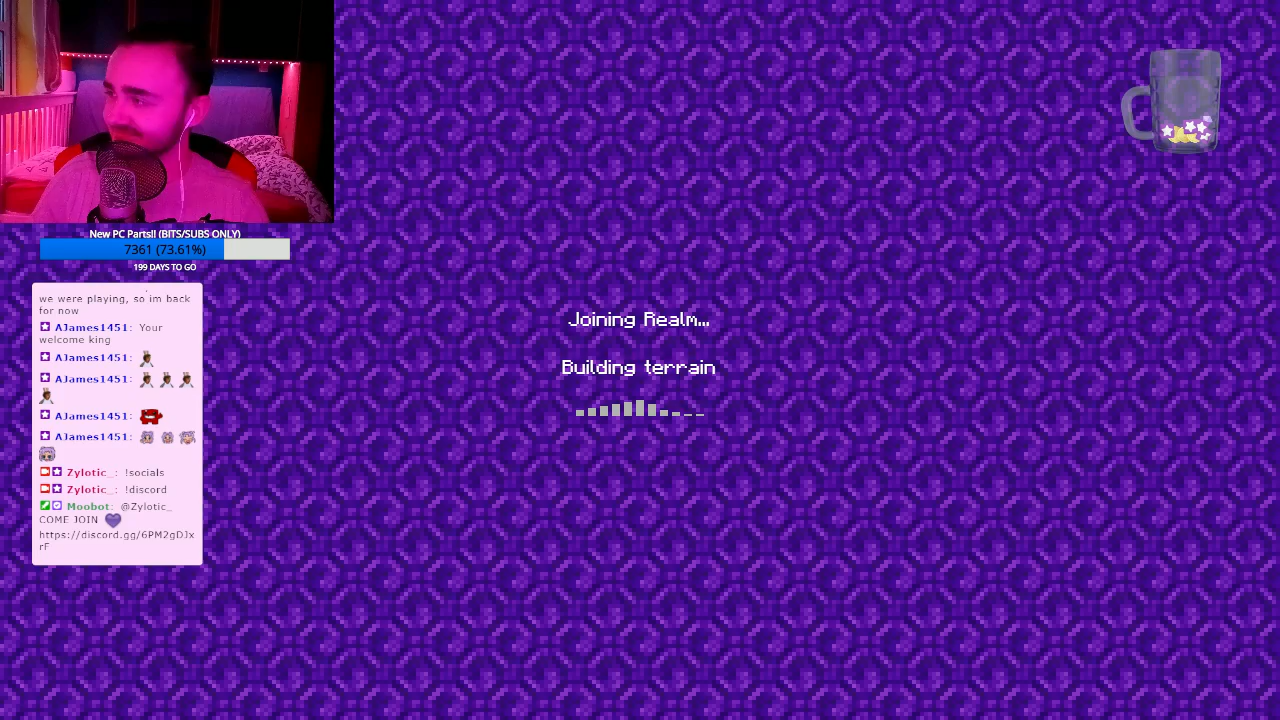 New PC Parts!! (BITS/SUBS ONLY)
7361 (73.61%)
199 DAYS TO GO
we were playing, so im back
for now
AJames1451: Your
welcome king
AJames1451:
AJames1451:
AJames1451:
AJames1451:
Zylotic_: !socials
Zylotic_: !discord
Moobot: @Zylotic_
COME JOIN
https://discord.gg/6PM2gDJx
rF
Joining Realm...
Building terrain